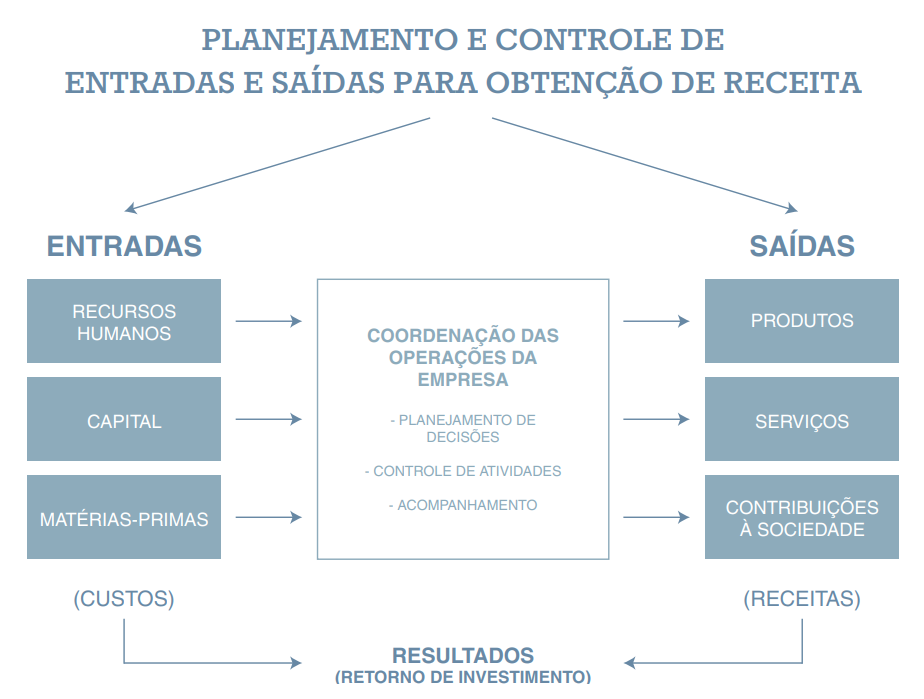 PLANEJAMENTO E CONTROLE DE
ENTRADAS E SAÍDAS PARA OBTENÇÃO DE RECEITA
ENTRADAS
SAÍDAS
RECURSOS
HUMANOS
CAPITAL
MATÉRIAS-PRIMAS
COORDENAÇÃO DAS
OPERAÇÕES DA
EMPRESA
- PLANEJAMENTO DE
DECISÕES
- CONTROLE DE ATIVIDADES
- ACOMPANHAMENTO
PRODUTOS
SERVIÇOS
CONTRIBUIÇÕES
À SOCIEDADE
(CUSTOS)
(RECEITAS)
RESULTADOS
(RETORNO DE INVESTIMENTO)